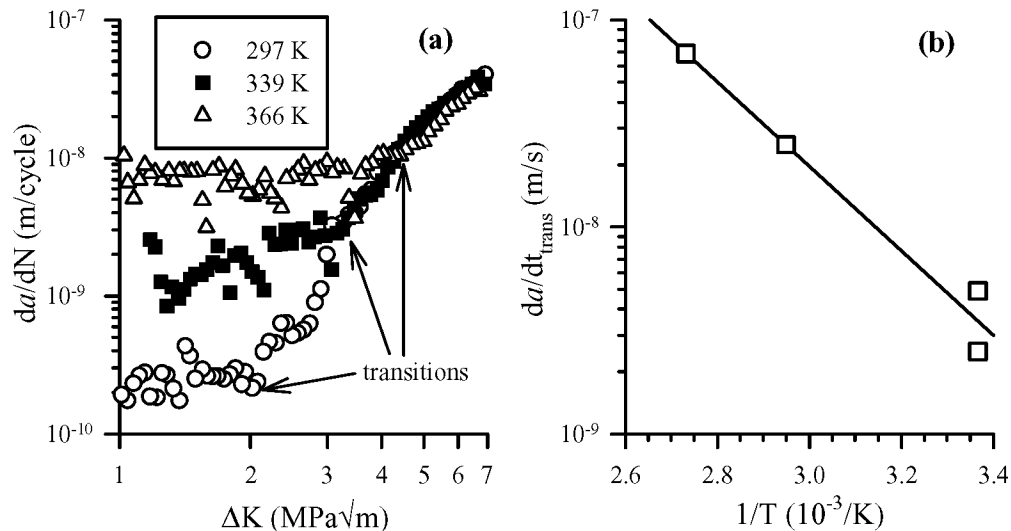 (a)
297 K
339 K
366 K
transitions
da/dN (m/cycle)
10⁻⁷
10⁻⁸
10⁻⁹
10⁻¹⁰
1 2 3 4 5 6 7
ΔK (MPa√m)
(b)
da/dt_trans (m/s)
10⁻⁷
10⁻⁸
10⁻⁹
2.6 2.8 3.0 3.2 3.4
1/T (10⁻³/K)